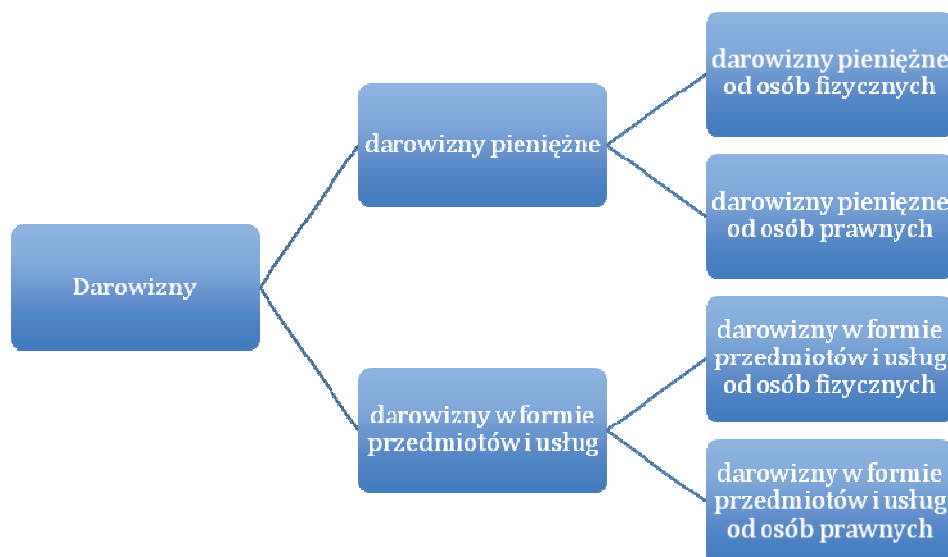 Darowizny
darowizny pieniężne
darowizny w formie
przedmiotów i usług
darowizny pieniężne
od osób fizycznych
darowizny pieniężne
od osób prawnych
darowizny w formie
przedmiotów i usług
od osób fizycznych
darowizny w formie
przedmiotów i usług
od osób prawnych